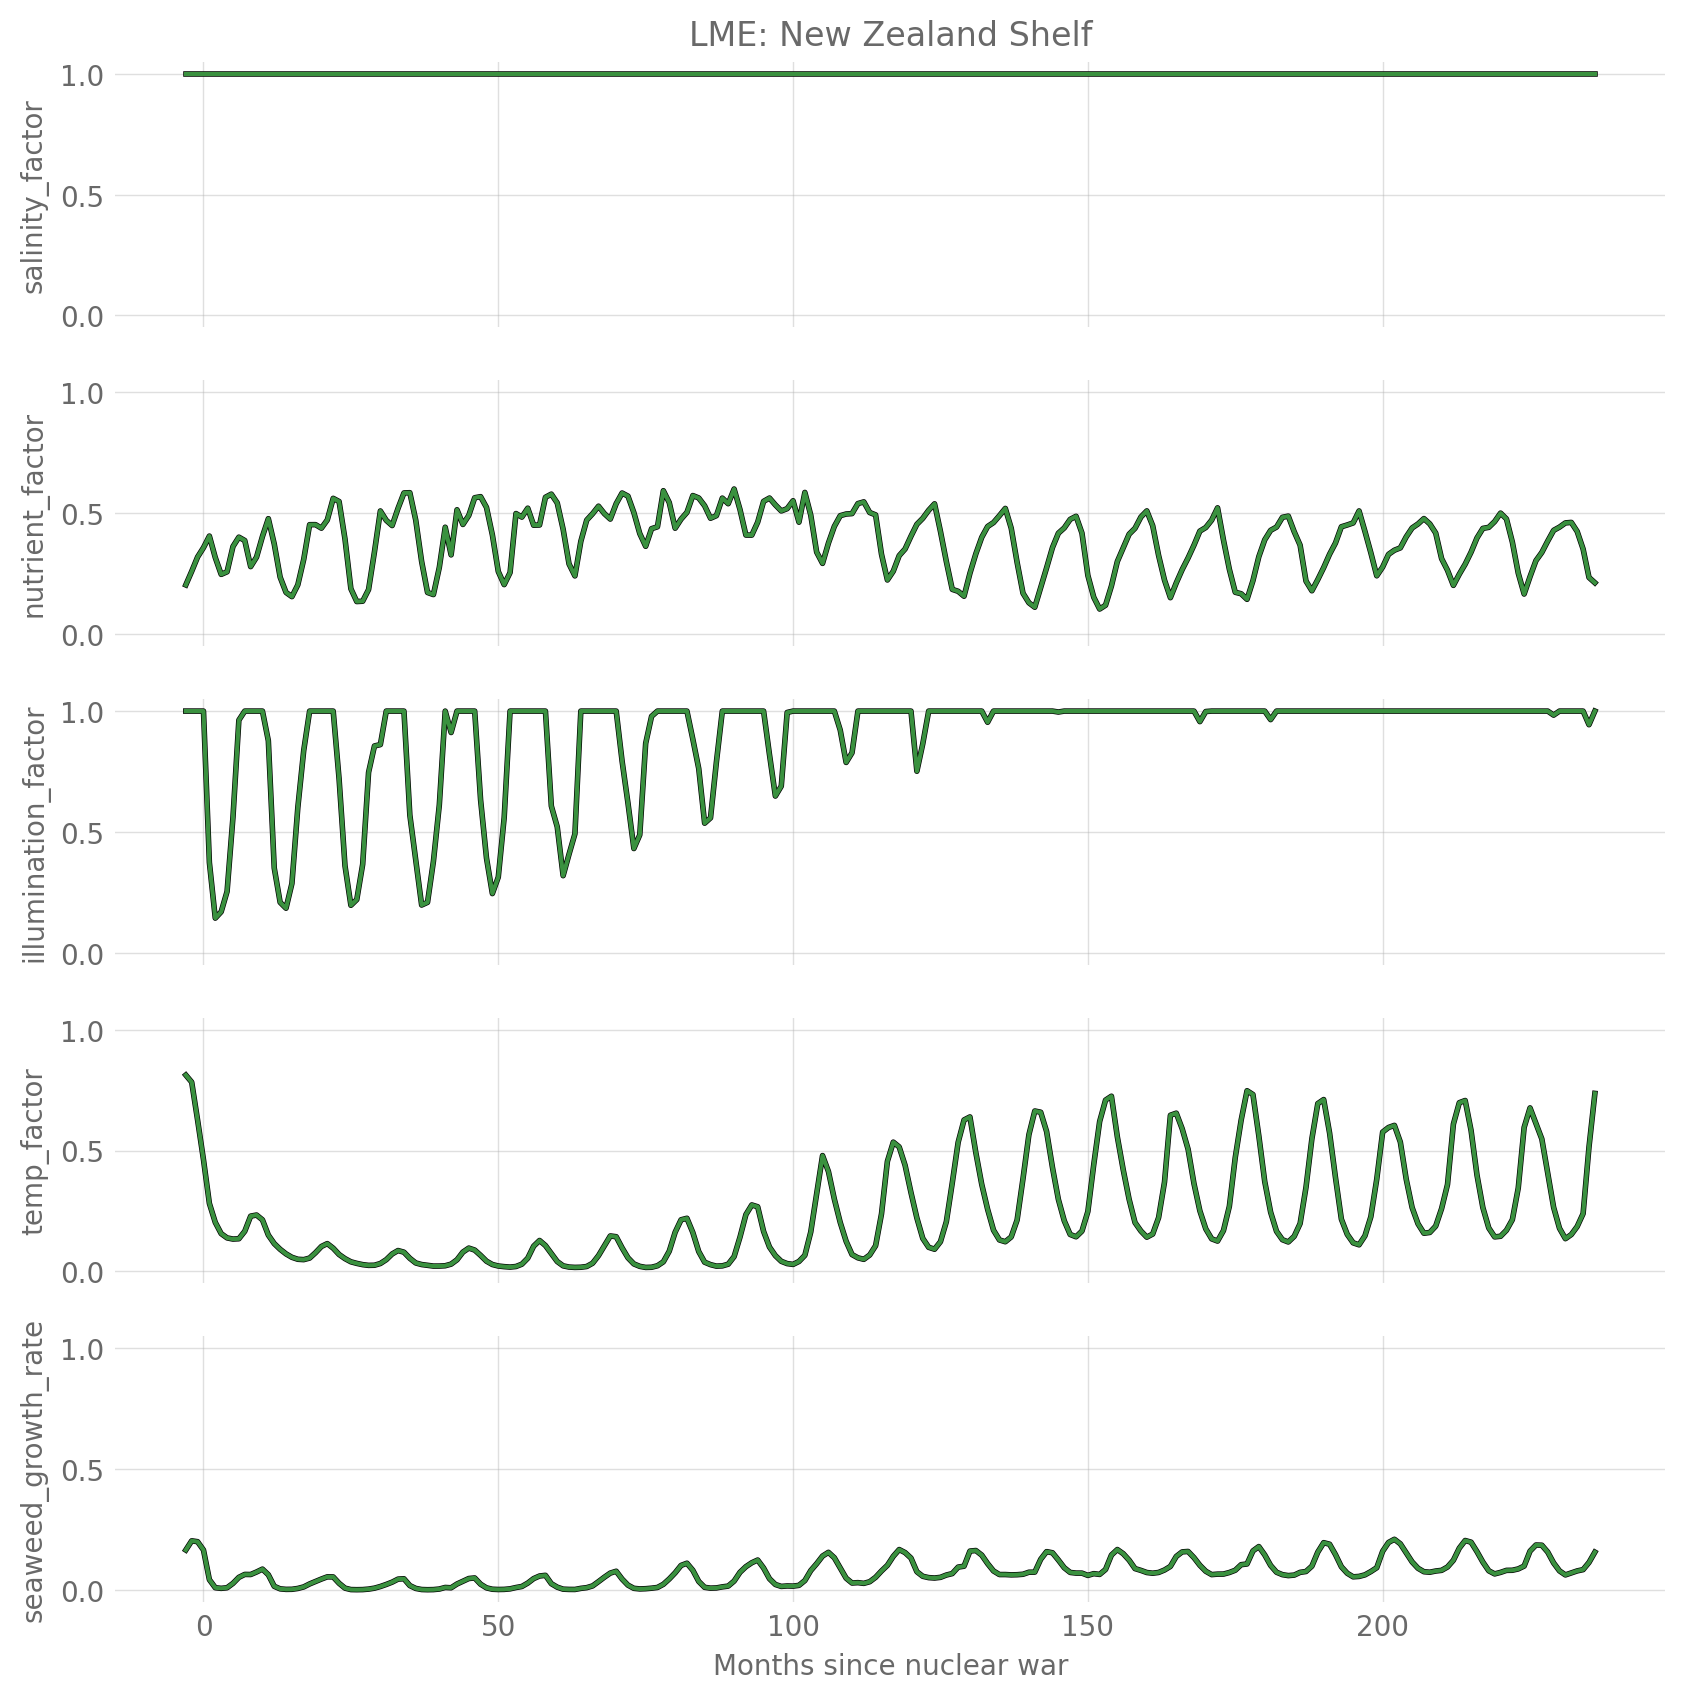 LME: New Zealand Shelf
1.0
0.5
0.0
salinity_factor
1.0
0.5
0.0
nutrient_factor
1.0
0.5
0.0
illumination_factor
1.0
0.5
0.0
temp_factor
1.0
0.5
0.0
seaweed_growth_rate
0 50 100 150 200
Months since nuclear war